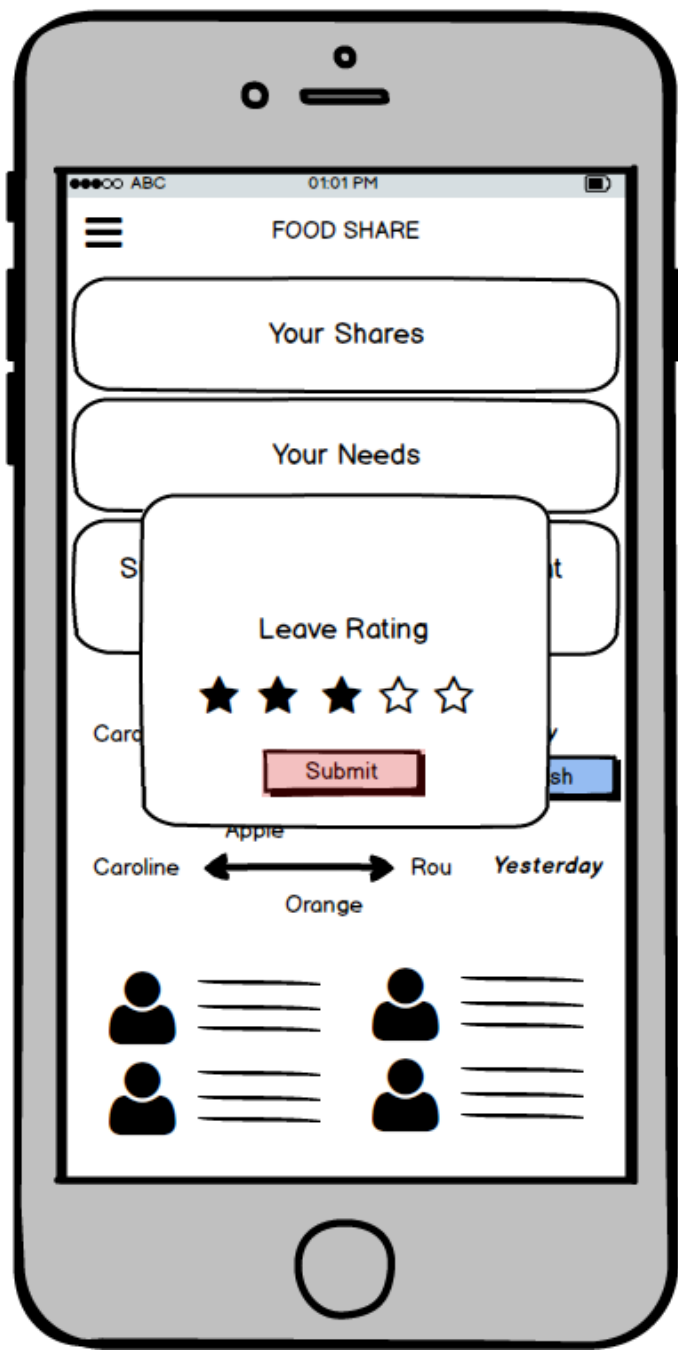 ABC 01:01 PM
FOOD SHARE
Your Shares
Your Needs
Leave Rating
Submit
Apple
Caroline Rou Yesterday
Orange